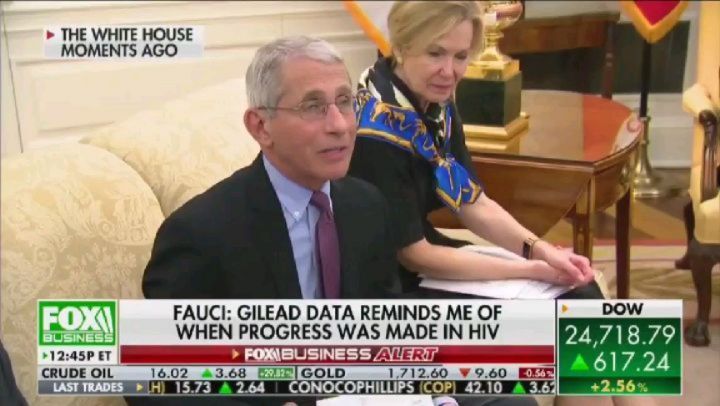 THE WHITE HOUSE
MOMENTS AGO
FAUCI: GILEAD DATA REMINDS ME OF
WHEN PROGRESS WAS MADE IN HIV
FOX
BUSINESS
12:45P ET
FOX BUSINESS ALERT
DOW
24,718.79
▲617.24
+2.56%
CRUDE OIL 16.02 ▲ 3.68 +29.82% GOLD 1,712.60 ▼ 9.60 -0.56%
LAST TRADES .H) 15.73 ▲ 2.64 CONOCOPHILLIPS (COP) 42.10 ▲ 3.62